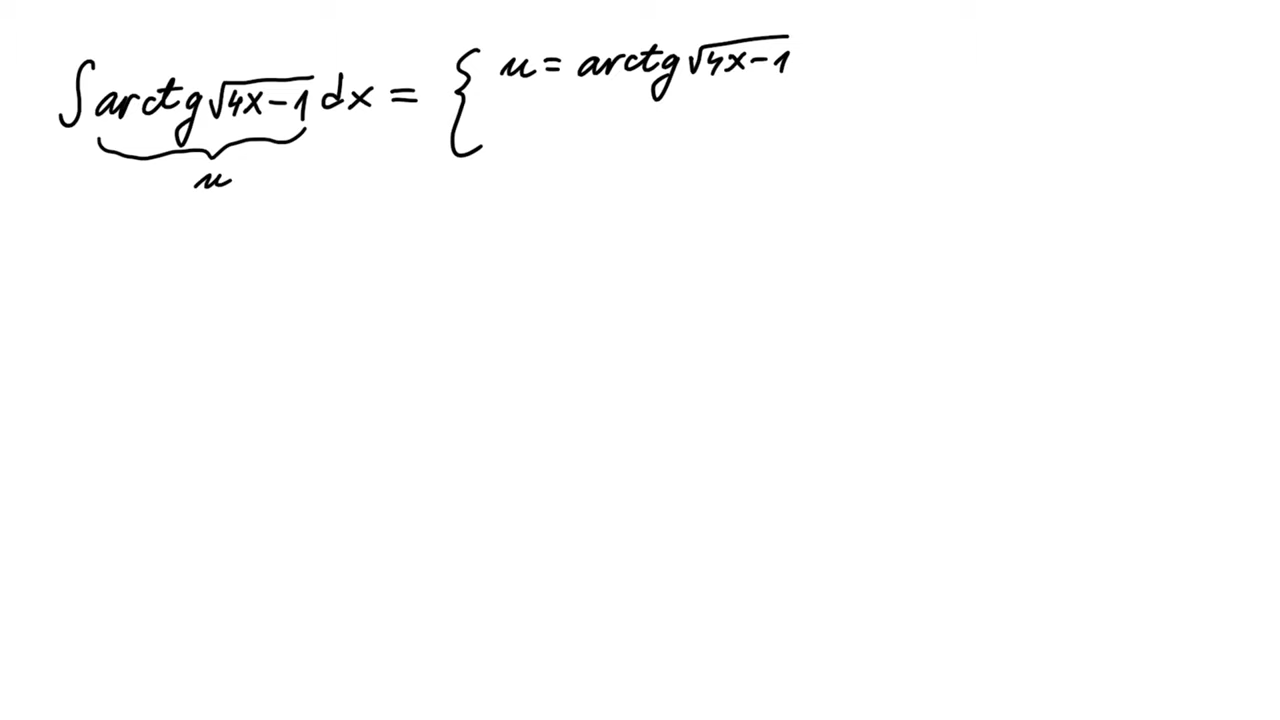 ∫ arctg √(4x-1) dx = { u = arctg √(4x-1)
u